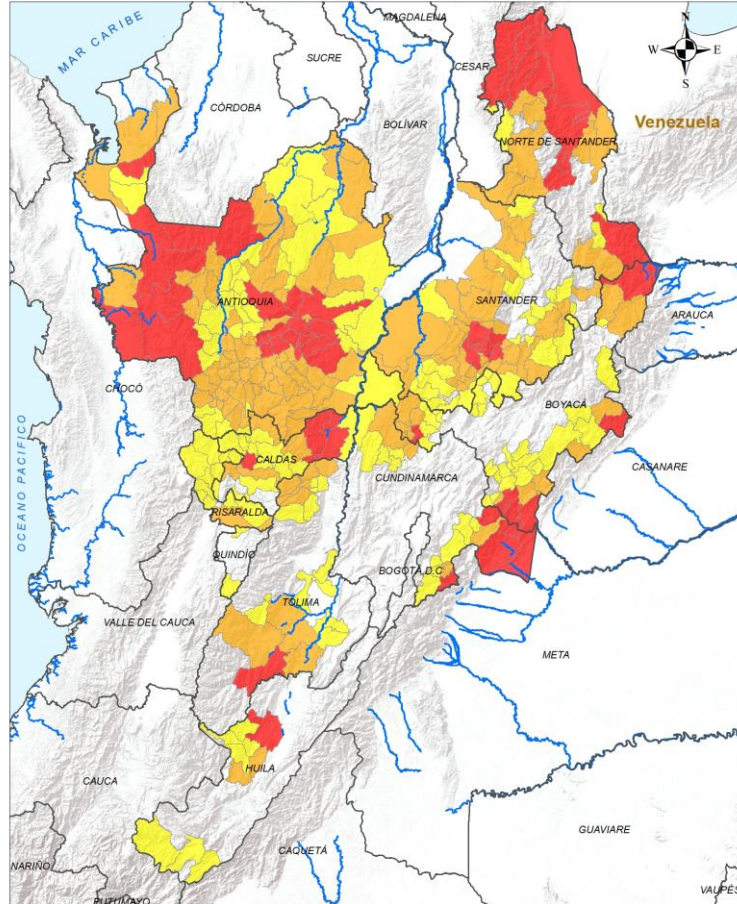 MAGDALENA
N
MAR CARIBE
SUCRE
W
E
CESAR
S
CÓRDOBA
BOLÍVAR
Venezuela
NORTE DE SANTANDER
ANTIOQUIA
SANTANDER
ARAUCA
CHOCÓ
BOYACÁ
CALDAS
CASANARE
CUNDINAMARCA
OCEANO PACIFICO
RISARALDA
QUINDÍO
BOGOTÁ D.C
TOLIMA
VALLE DEL CAUCA
META
HUILA
CAUCA
GUAVIARE
CAQUETÁ
NARIÑO
PUTUMAYO
VAUPÉS